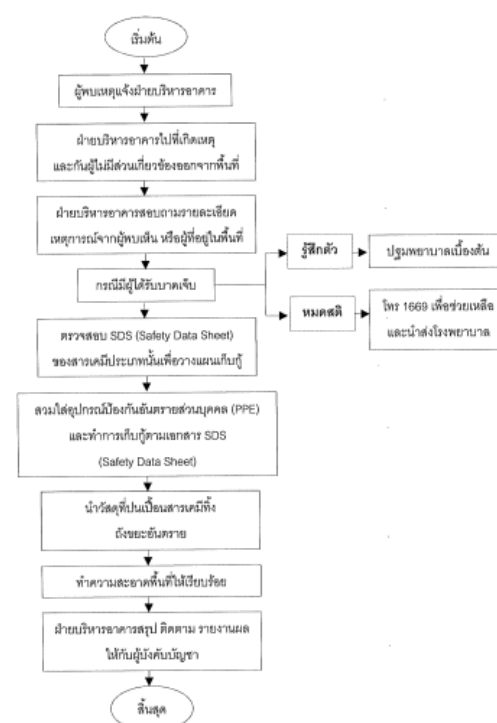 เริ่มต้น
ผู้พบเหตุแจ้งฝ่ายบริหารอาคาร
ฝ่ายบริหารอาคารไปที่เกิดเหตุ
และกันผู้ไม่มีส่วนเกี่ยวข้องออกจากพื้นที่
ฝ่ายบริหารอาคารสอบถามรายละเอียด
เหตุการณ์จากผู้พบเห็น หรือผู้ที่อยู่ในพื้นที่
กรณีมีผู้ได้รับบาดเจ็บ
รู้สึกตัว
ปฐมพยาบาลเบื้องต้น
หมดสติ
โทร 1669 เพื่อช่วยเหลือ
และนำส่งโรงพยาบาล
ตรวจสอบ SDS (Safety Data Sheet)
ของสารเคมีประเภทนั้นเพื่อวางแผนเก็บกู้
สวมใส่อุปกรณ์ป้องกันอันตรายส่วนบุคคล (PPE)
และทำการเก็บกู้ตามเอกสาร SDS
(Safety Data Sheet)
นำวัสดุที่ปนเปื้อนสารเคมีทิ้ง
ถังขยะอันตราย
ทำความสะอาดพื้นที่ให้เรียบร้อย
ฝ่ายบริหารอาคารสรุป ติดตาม รายงานผล
ให้กับผู้บังคับบัญชา
สิ้นสุด